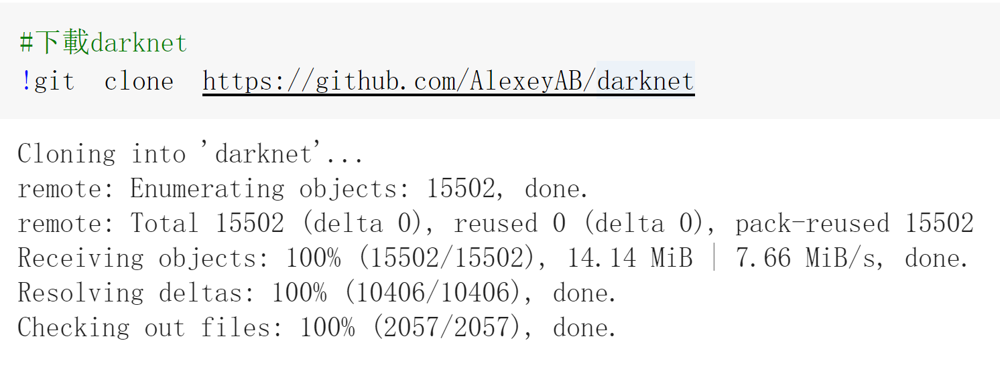 #下載darknet
!git clone https://github.com/AlexeyAB/darknet
Cloning into 'darknet'...
remote: Enumerating objects: 15502, done.
remote: Total 15502 (delta 0), reused 0 (delta 0), pack-reused 15502
Receiving objects: 100% (15502/15502), 14.14 MiB | 7.66 MiB/s, done.
Resolving deltas: 100% (10406/10406), done.
Checking out files: 100% (2057/2057), done.